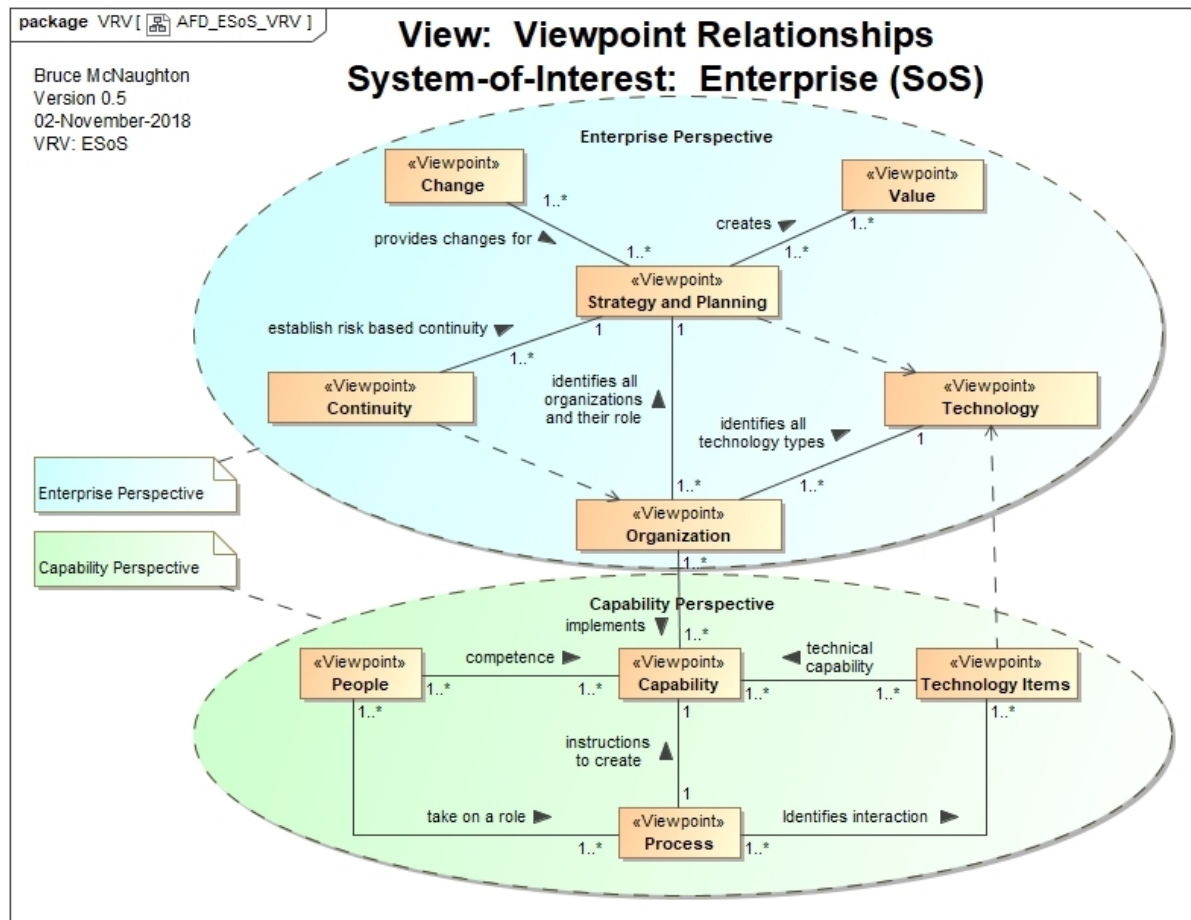 package VRV [ AFD_ESoS_VRV ]
View: Viewpoint Relationships
System-of-Interest: Enterprise (SoS)
Bruce McNaughton
Version 0.5
02-November-2018
VRV: ESoS
Enterprise Perspective
«Viewpoint»
Change
«Viewpoint»
Value
1..*
provides changes for
1..*
creates
1..*
1..*
«Viewpoint»
Strategy and Planning
establish risk based continuity
1
1
1..*
«Viewpoint»
Continuity
identifies all
organizations
and their role
«Viewpoint»
Technology
identifies all
technology types
1
1..*
1..*
«Viewpoint»
Organization
1..*
Enterprise Perspective
Capability Perspective
Capability Perspective
implements
1..*
«Viewpoint»
People
competence
1..*
1..*
«Viewpoint»
Capability
technical
capability
1..*
1..*
«Viewpoint»
Technology Items
1..*
1
1..*
instructions
to create
1
take on a role
1..*
«Viewpoint»
Process
Identifies interaction
1..*